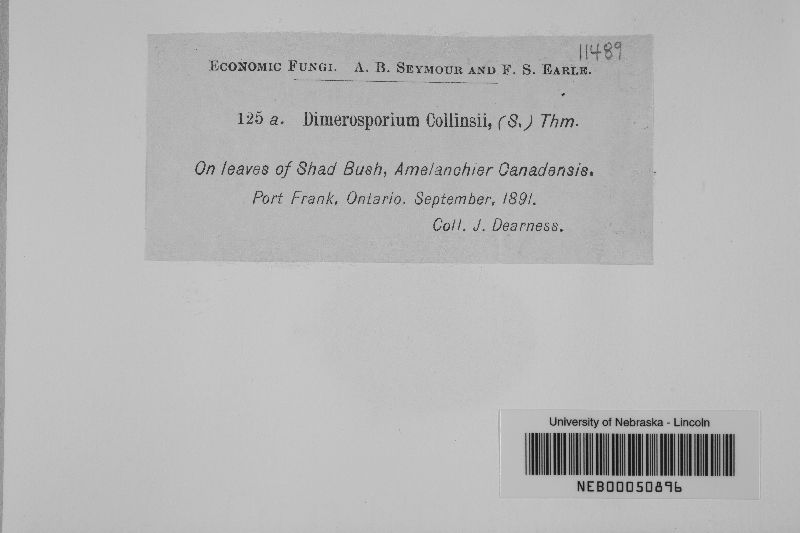 11489
Economic Fungi. A. B. Seymour and F. S. Earle.
125 a. Dimerosporium Collinsii, (S.) Thm.
On leaves of Shad Bush, Amelanchier Canadensis.
Port Frank, Ontario. September, 1891.
Coll. J. Dearness.
University of Nebraska - Lincoln
NEB00050896